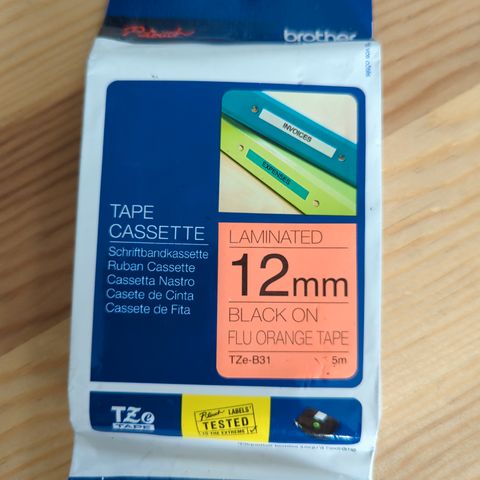 P-touch
brother
INVOICES
EXPENSES
TAPE
CASSETTE
Schriftbandkassette
Ruban Cassette
Cassetta Nastro
Casete de Cinta
Cassete de Fita
LAMINATED
12mm
BLACK ON
FLU ORANGE TAPE
TZe-B31
5m
TZe
TAPE
P-touch LABELS
TESTED
TO THE EXTREME